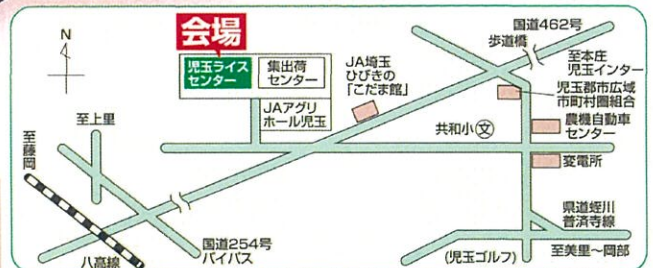 N
会場
児玉ライス
センター
集出荷
センター
JAアグリ
ホール児玉
JA埼玉
ひびきの
「こだま館」
国道462号
歩道橋
至本庄
児玉インター
児玉郡市広域
市町村圏組合
農機自動車
センター
共和小 文
変電所
至上里
至藤岡
八高線
国道254号
バイパス
県道蛭川
普済寺線
(児玉ゴルフ)
至美里〜岡部